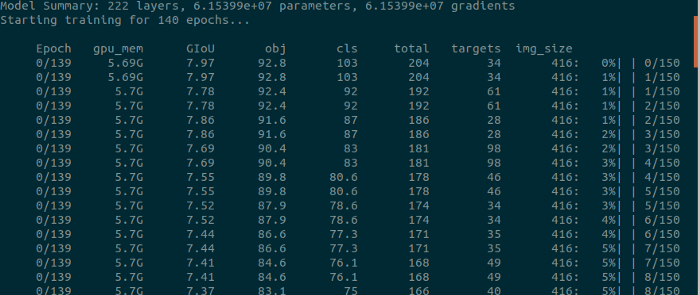 Model Summary: 222 layers, 6.15399e+07 parameters, 6.15399e+07 gradients
Starting training for 140 epochs...
Epoch gpu_mem GIoU obj cls total targets img_size
0/139 5.69G 7.97 92.8 103 204 34 416: 0%| | 0/150
0/139 5.69G 7.97 92.8 103 204 34 416: 1%| | 1/150
0/139 5.7G 7.78 92.4 92 192 61 416: 1%| | 1/150
0/139 5.7G 7.78 92.4 92 192 61 416: 1%| | 2/150
0/139 5.7G 7.86 91.6 87 186 28 416: 1%| | 2/150
0/139 5.7G 7.86 91.6 87 186 28 416: 2%| | 3/150
0/139 5.7G 7.69 90.4 83 181 98 416: 2%| | 3/150
0/139 5.7G 7.69 90.4 83 181 98 416: 3%| | 4/150
0/139 5.7G 7.55 89.8 80.6 178 46 416: 3%| | 4/150
0/139 5.7G 7.55 89.8 80.6 178 46 416: 3%| | 5/150
0/139 5.7G 7.52 87.9 78.6 174 34 416: 3%| | 5/150
0/139 5.7G 7.52 87.9 78.6 174 34 416: 4%| | 6/150
0/139 5.7G 7.44 86.6 77.3 171 35 416: 4%| | 6/150
0/139 5.7G 7.44 86.6 77.3 171 35 416: 5%| | 7/150
0/139 5.7G 7.41 84.6 76.1 168 49 416: 5%| | 7/150
0/139 5.7G 7.41 84.6 76.1 168 49 416: 5%| | 8/150
0/139 5.7G 7.37 83.1 75 166 40 416: 5%| | 8/150